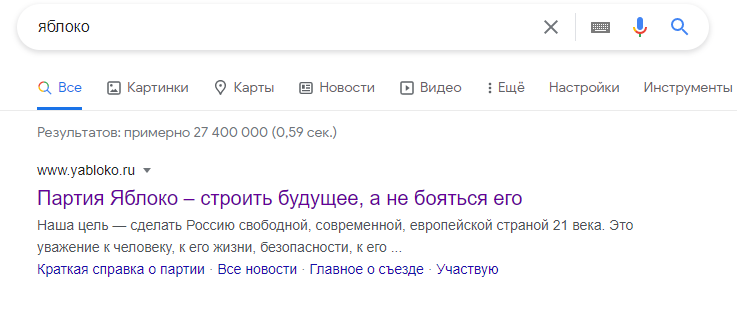 яблоко
Все Картинки Карты Новости Видео Ещё Настройки Инструменты
Результатов: примерно 27 400 000 (0,59 сек.)
www.yabloko.ru
Партия Яблоко – строить будущее, а не бояться его
Наша цель — сделать Россию свободной, современной, европейской страной 21 века. Это
уважение к человеку, к его жизни, безопасности, к его ...
Краткая справка о партии · Все новости · Главное о съезде · Участвую